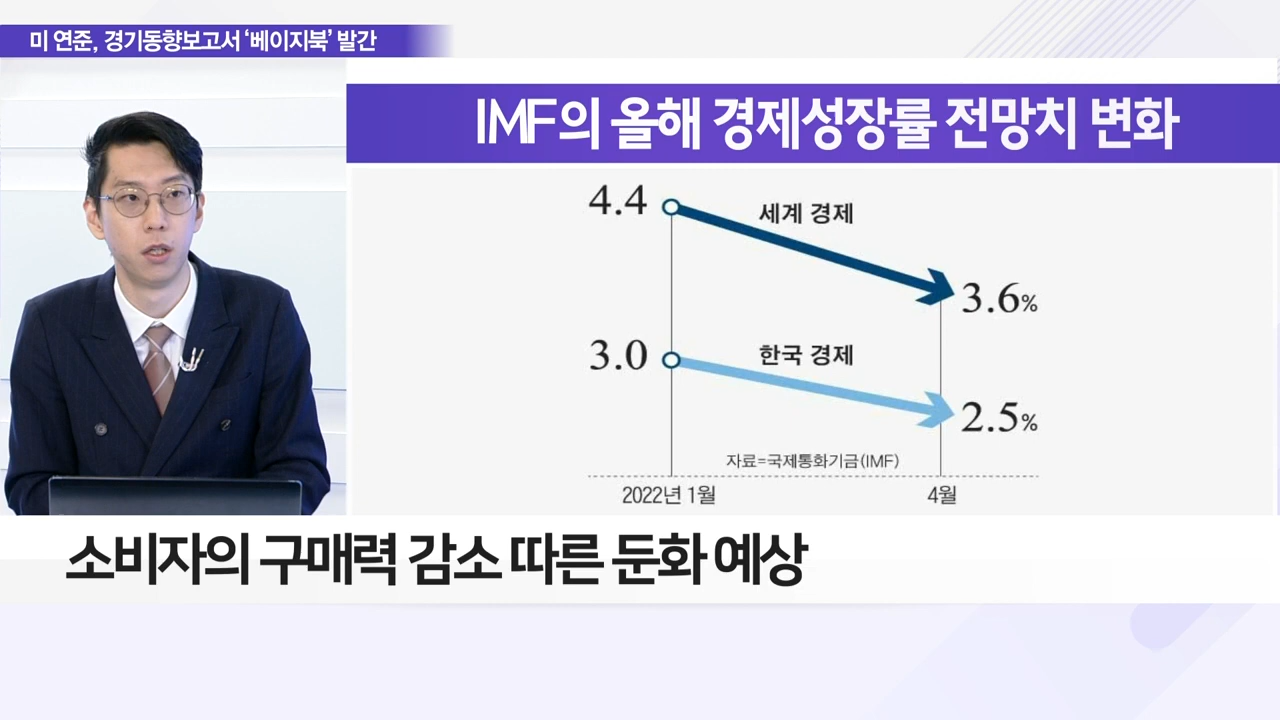 미 연준, 경기동향보고서 ‘베이지북’ 발간
IMF의 올해 경제성장률 전망치 변화
4.4
세계 경제
3.6%
3.0
한국 경제
2.5%
자료=국제통화기금(IMF)
2022년 1월
4월
소비자의 구매력 감소 따른 둔화 예상